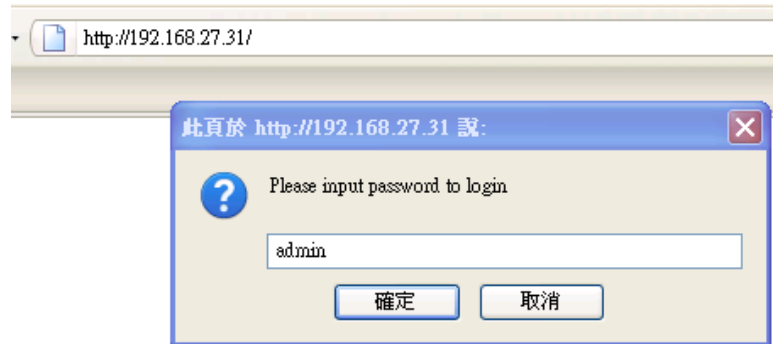 http://192.168.27.31/
此頁於 http://192.168.27.31 說:
Please input password to login
admin
確定
取消